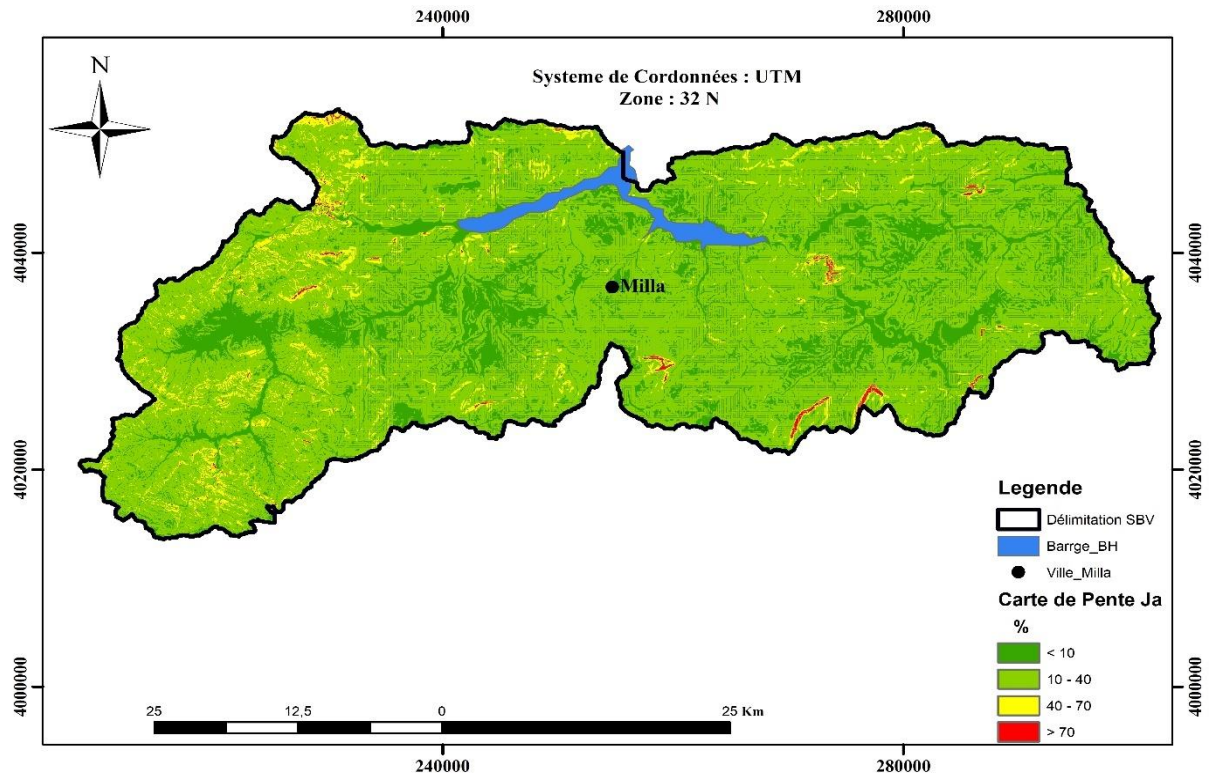 240000
280000
N
Systeme de Cordonnées : UTM
Zone : 32 N
4040000
4040000
Milla
4020000
4020000
Legende
Délimitation SBV
Barrge_BH
Ville_Milla
Carte de Pente Ja
%
< 10
10 - 40
40 - 70
> 70
4000000
4000000
25
12,5
0
25 Km
240000
280000